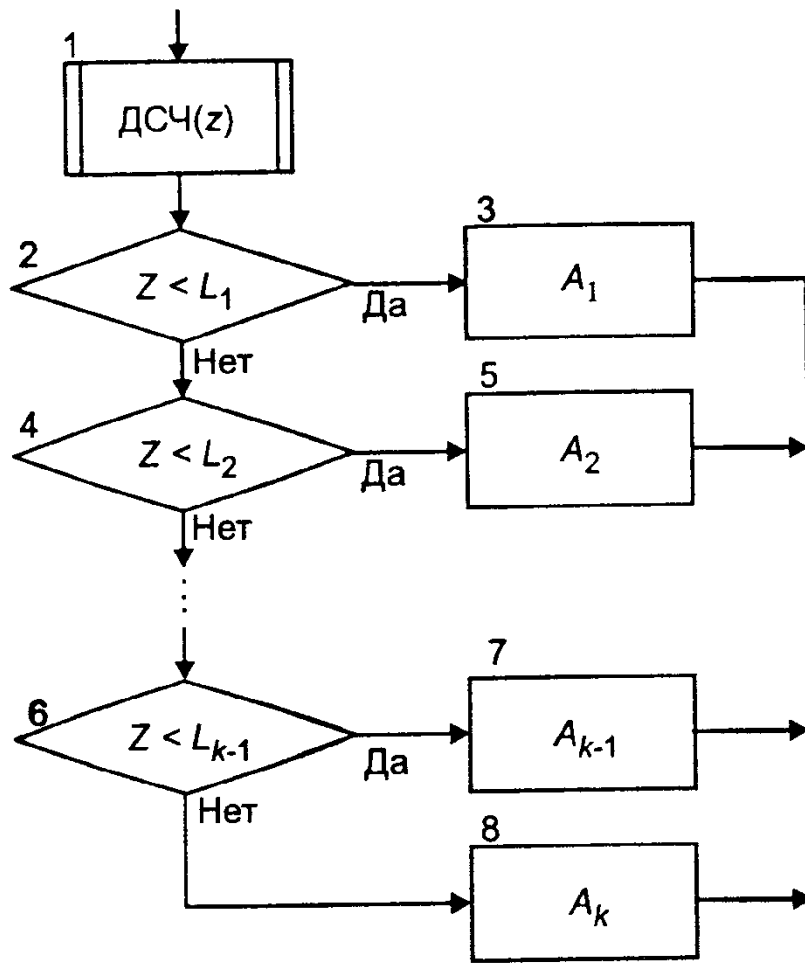 1
ДСЧ(z)
2
Z < L₁
Да
3
A₁
Нет
4
Z < L₂
Да
5
A₂
Нет
⋮
6
Z < Lₖ₋₁
Да
7
Aₖ₋₁
Нет
8
Aₖ